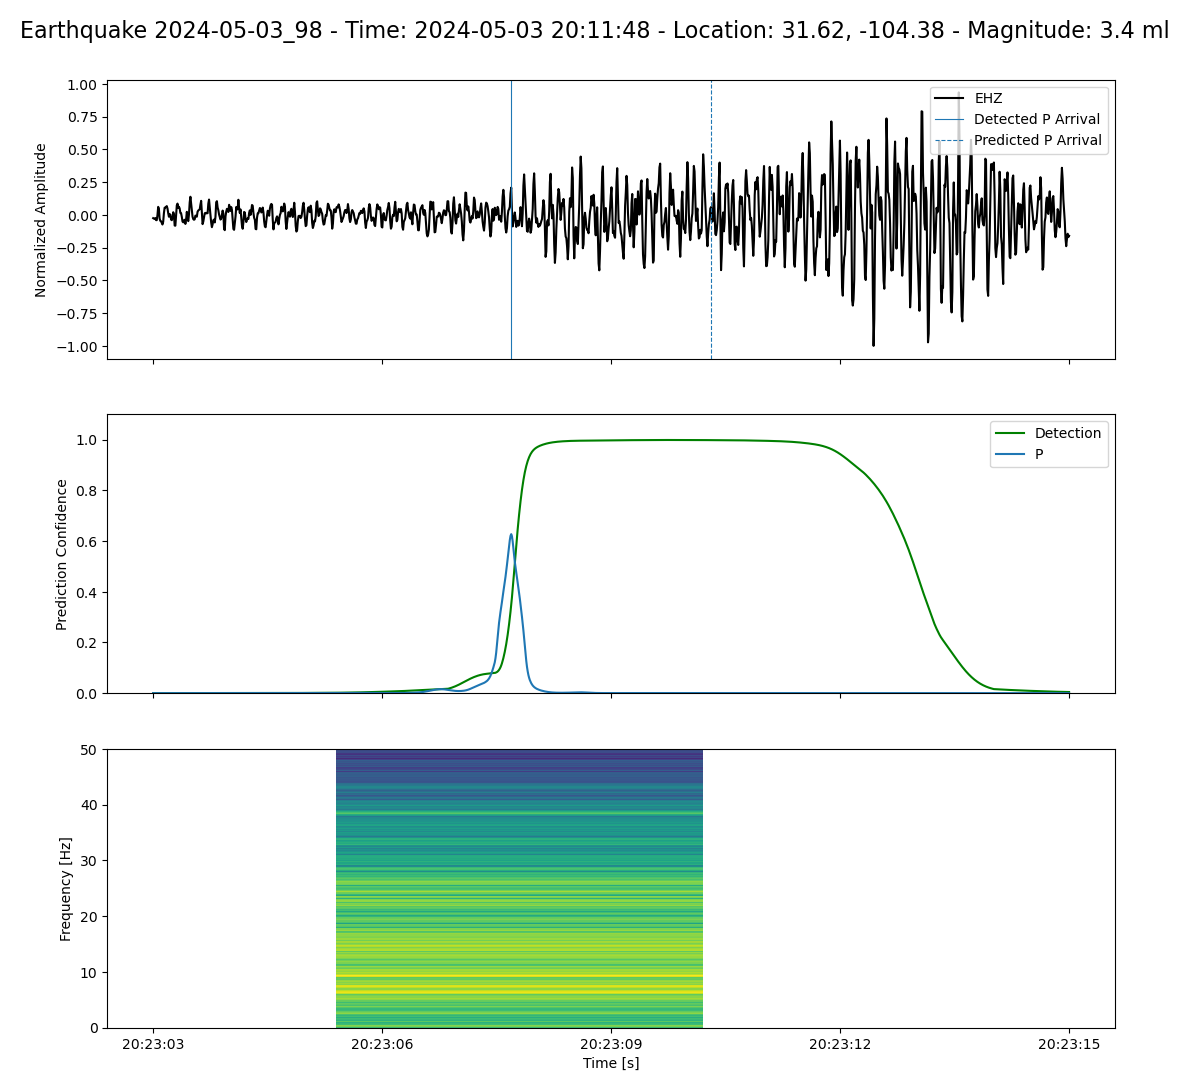 Earthquake 2024-05-03_98 - Time: 2024-05-03 20:11:48 - Location: 31.62, -104.38 - Magnitude: 3.4 ml
1.00
0.75
0.50
0.25
0.00
−0.25
−0.50
−0.75
−1.00
Normalized Amplitude
EHZ
Detected P Arrival
Predicted P Arrival
1.0
0.8
0.6
0.4
0.2
0.0
Prediction Confidence
Detection
P
50
40
30
20
10
0
Frequency [Hz]
20:23:03
20:23:06
20:23:09
20:23:12
20:23:15
Time [s]